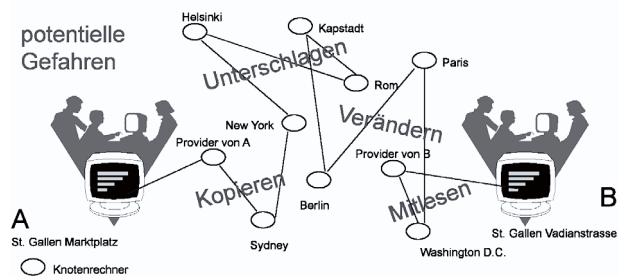 potentielle
Gefahren
Helsinki
Kapstadt
Unterschlagen
Rom
Paris
New York
Verändern
Provider von A
Provider von B
Kopieren
Berlin
Mitlesen
A
B
Sydney
St. Gallen Marktplatz
St. Gallen Vadianstrasse
Washington D.C.
Knotenrechner